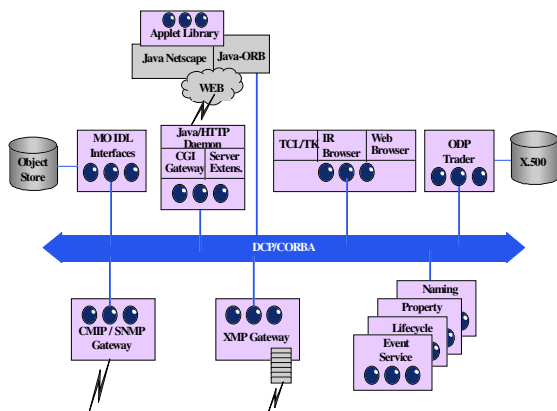 Applet Library
Java Netscape
Java-ORB
WEB
MO IDL
Interfaces
Java/HTTP
Daemon
CGI
Gateway
Server
Extens.
TCL/TK
IR
Browser
Web
Browser
ODP
Trader
Object
Store
X.500
DCP/CORBA
CMIP / SNMP
Gateway
XMP Gateway
Naming
Property
Lifecycle
Event
Service